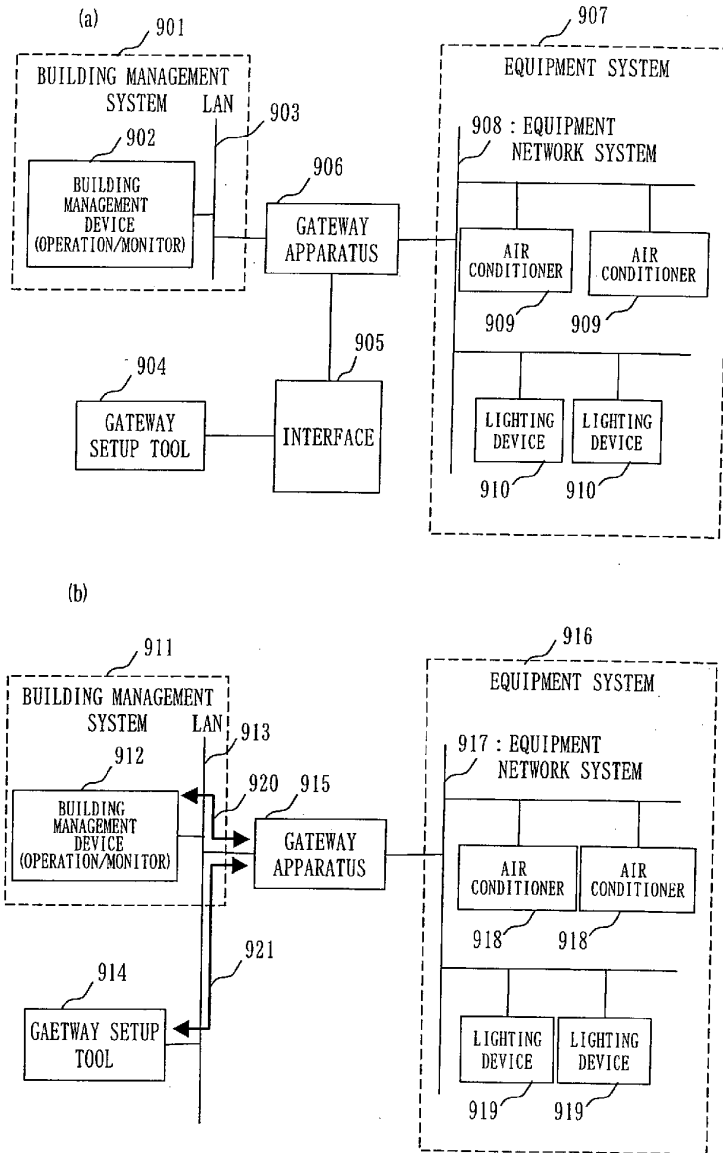 (a)
901
907
BUILDING MANAGEMENT
SYSTEM LAN
903
902
BUILDING
MANAGEMENT
DEVICE
(OPERATION/MONITOR)
906
GATEWAY
APPARATUS
EQUIPMENT SYSTEM
908 : EQUIPMENT
NETWORK SYSTEM
AIR
CONDITIONER
AIR
CONDITIONER
909
909
904
905
GATEWAY
SETUP TOOL
INTERFACE
LIGHTING
DEVICE
LIGHTING
DEVICE
910
910
(b)
911
916
BUILDING MANAGEMENT
SYSTEM LAN
913
912
920
915
BUILDING
MANAGEMENT
DEVICE
(OPERATION/MONITOR)
GATEWAY
APPARATUS
EQUIPMENT SYSTEM
917 : EQUIPMENT
NETWORK SYSTEM
AIR
CONDITIONER
AIR
CONDITIONER
918
918
921
914
GAETWAY SETUP
TOOL
LIGHTING
DEVICE
LIGHTING
DEVICE
919
919